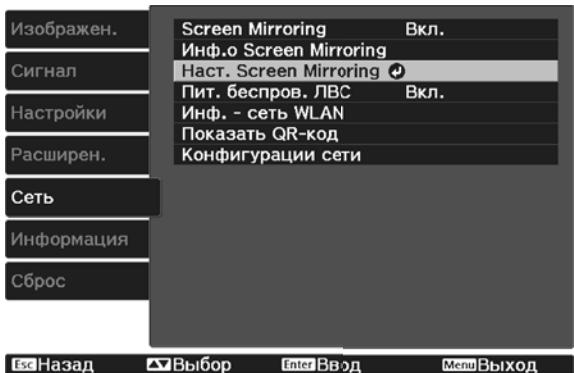 Изображен.
Сигнал
Настройки
Расширен.
Сеть
Информация
Сброс
Screen Mirroring Вкл.
Инф.о Screen Mirroring
Наст. Screen Mirroring
Пит. беспров. ЛВС Вкл.
Инф. - сеть WLAN
Показать QR-код
Конфигурации сети
Esc Назад Выбор Enter Ввод Menu Выход